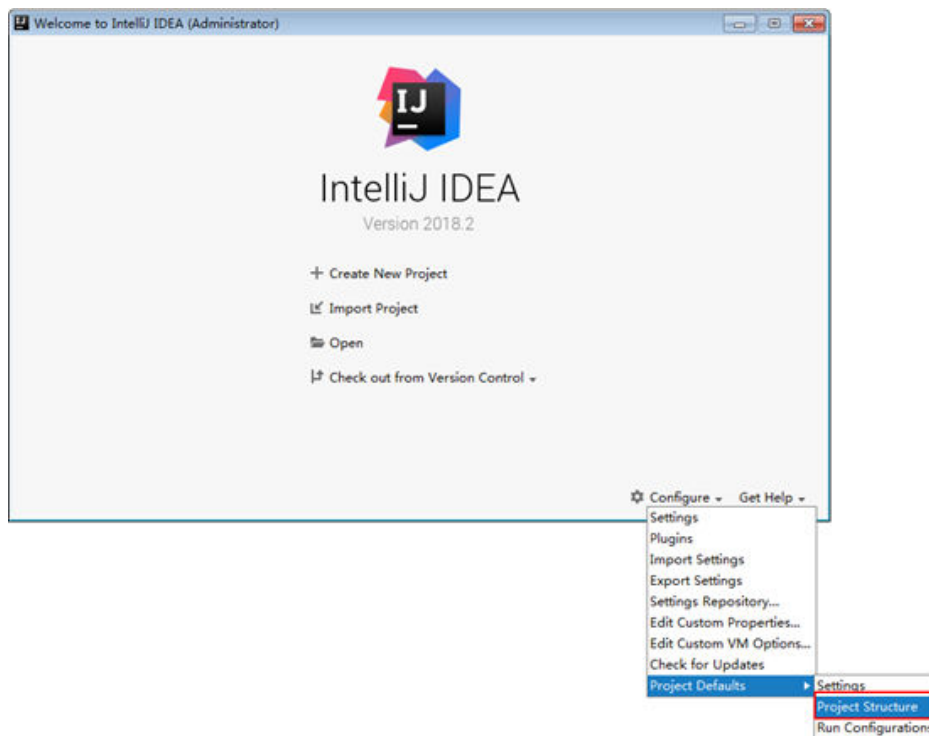 Welcome to IntelliJ IDEA (Administrator)
IJ
IntelliJ IDEA
Version 2018.2
Create New Project
Import Project
Open
Check out from Version Control
Configure Get Help
Settings
Plugins
Import Settings
Export Settings
Settings Repository...
Edit Custom Properties...
Edit Custom VM Options...
Check for Updates
Project Defaults
Settings
Project Structure
Run Configurations